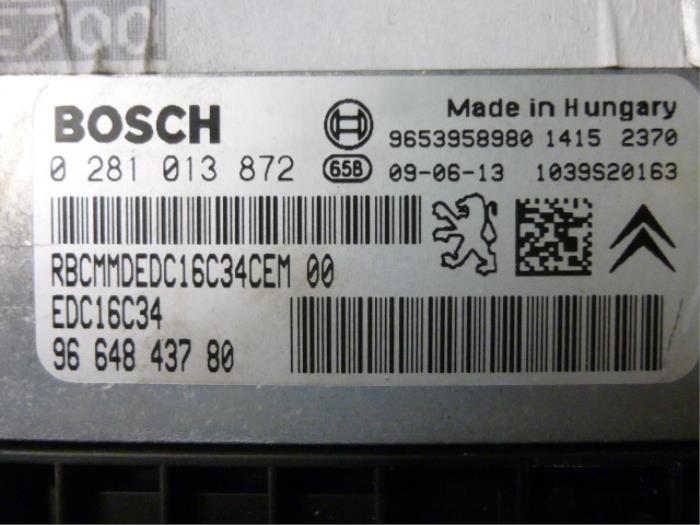 BOSCH
Made in Hungary
9653958980 1415 2370
0 281 013 872
658
09-06-13 1039S20163
RBCMMDEDC16C34CEM 00
EDC16C34
96 648 437 80